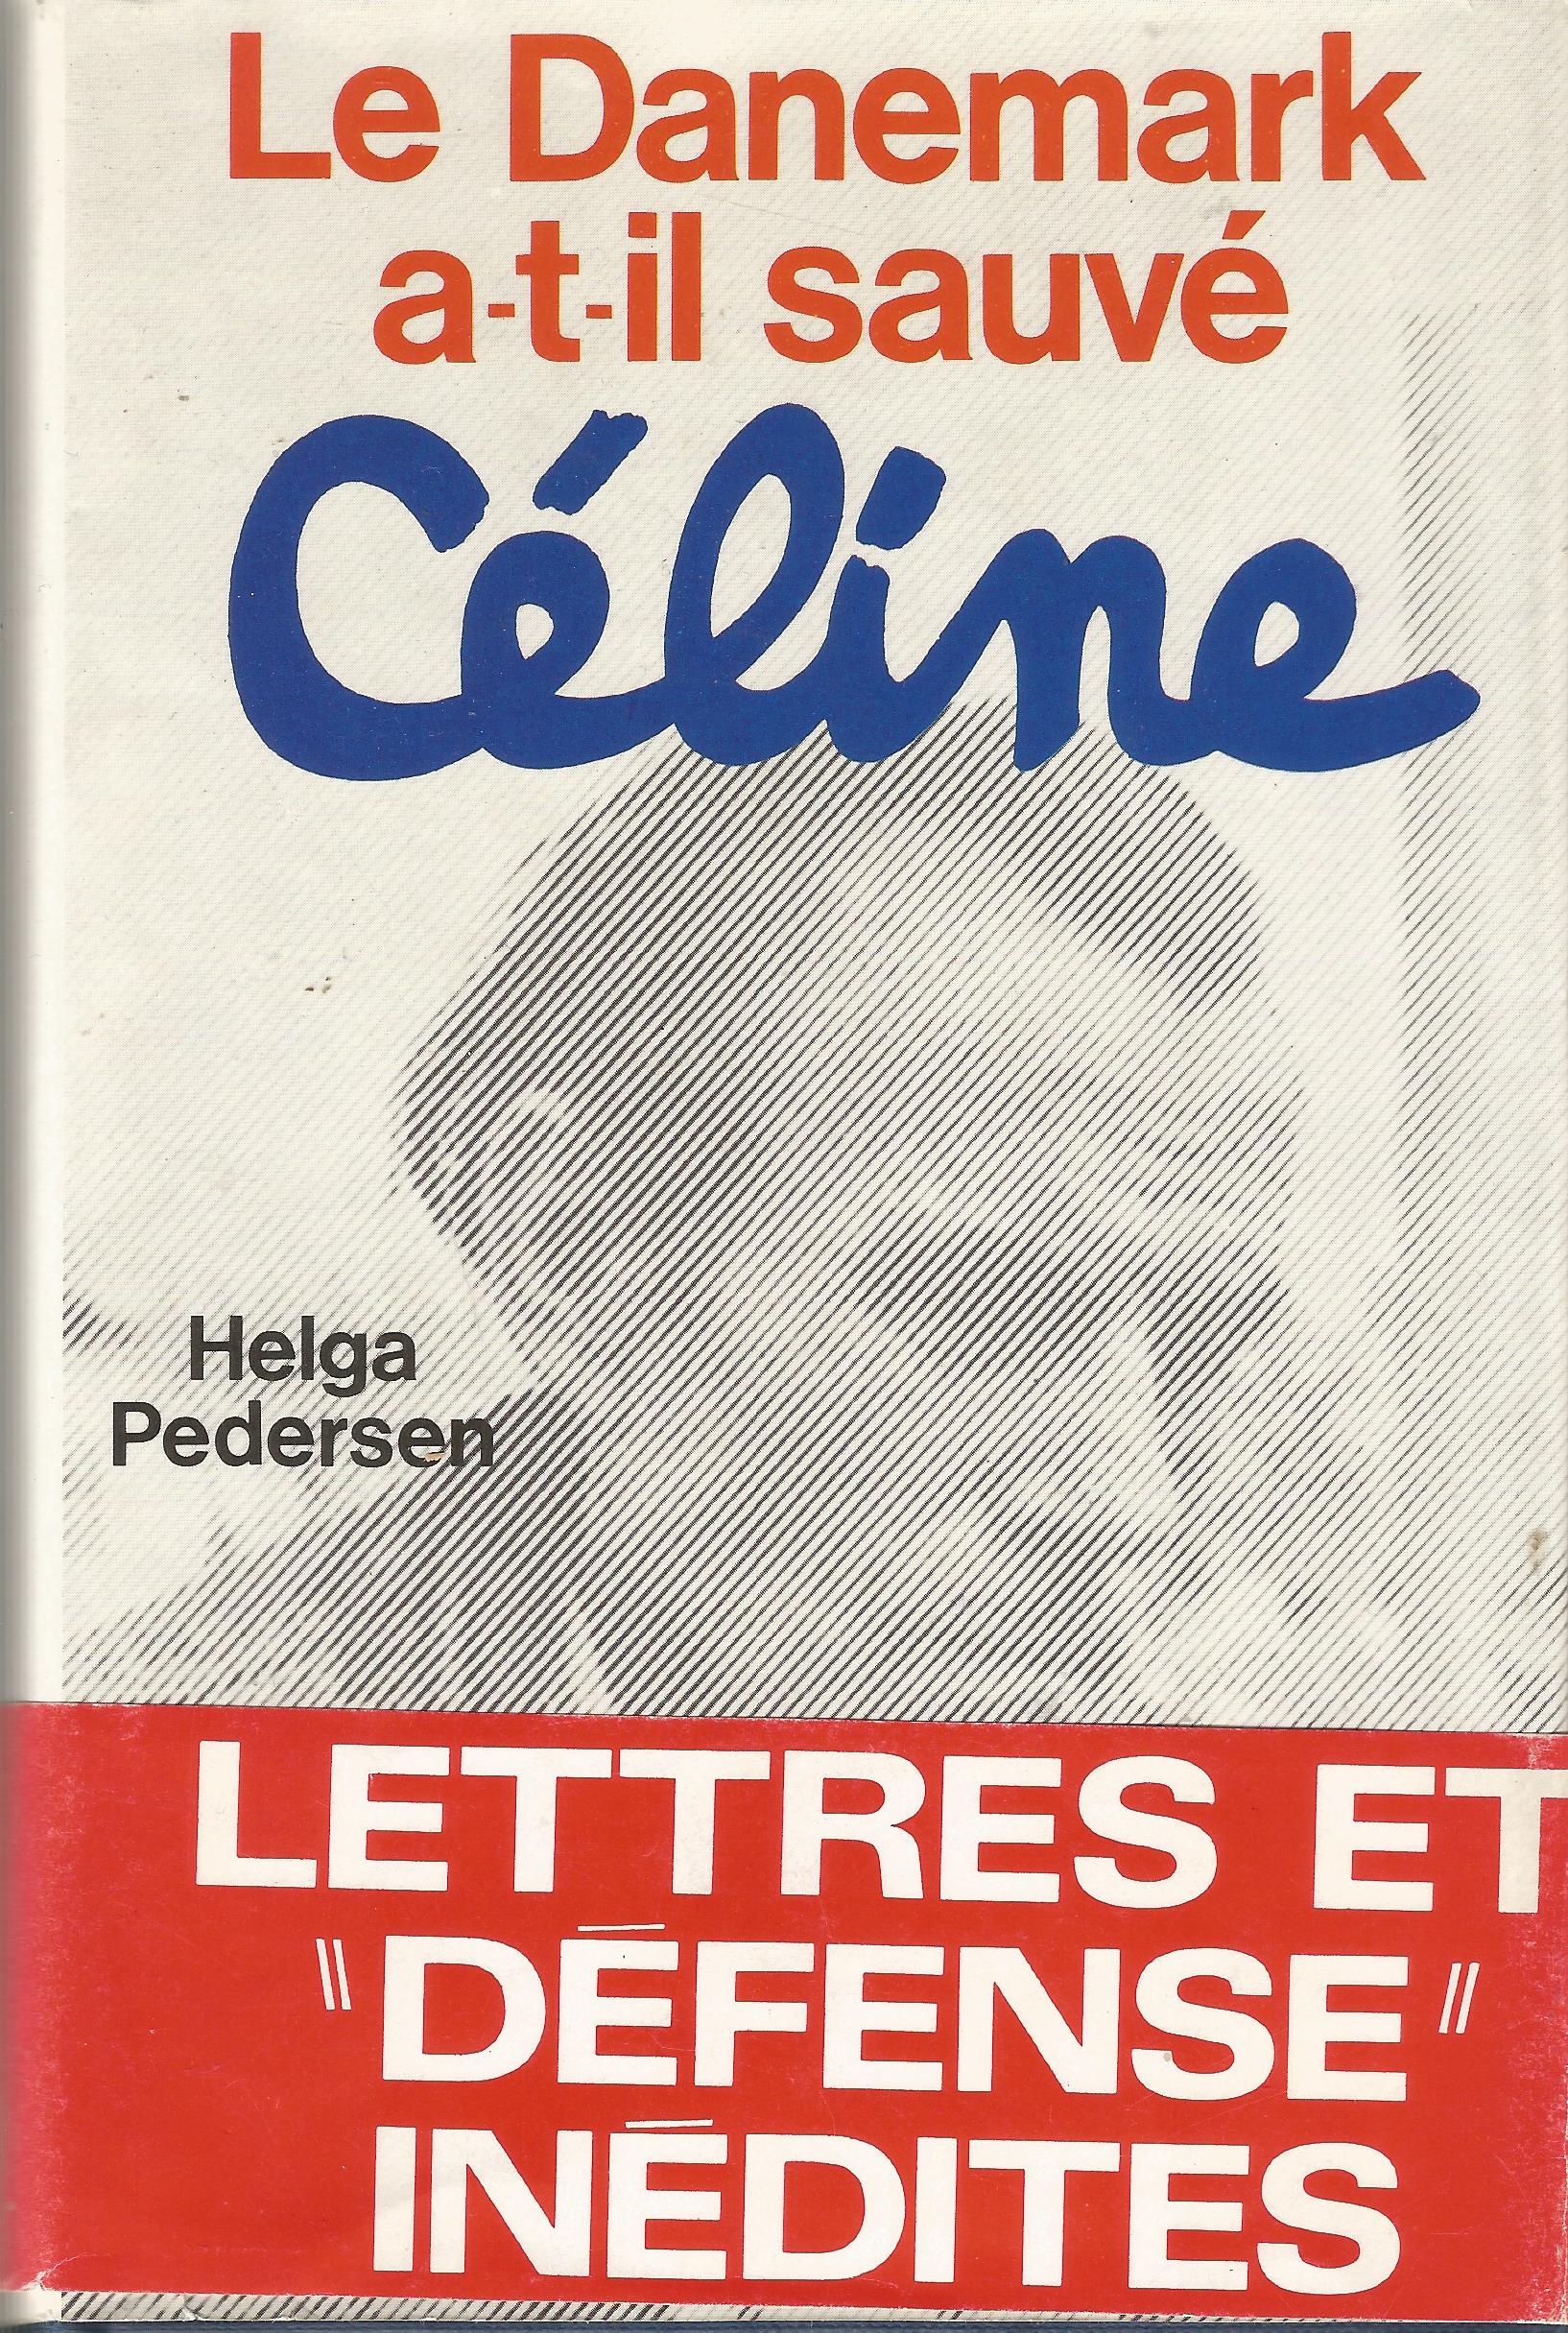 Le Danemark
a-t-il sauvé
Céline
Helga
Pedersen
LETTRES ET
"DÉFENSE"
INÉDITES